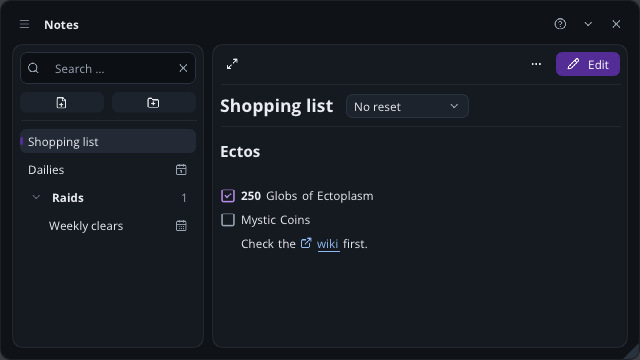 Notes
Search ...
Edit
Shopping list
No reset
Shopping list
Dailies
Raids 1
Weekly clears
Ectos
250 Globs of Ectoplasm
Mystic Coins
Check the wiki first.